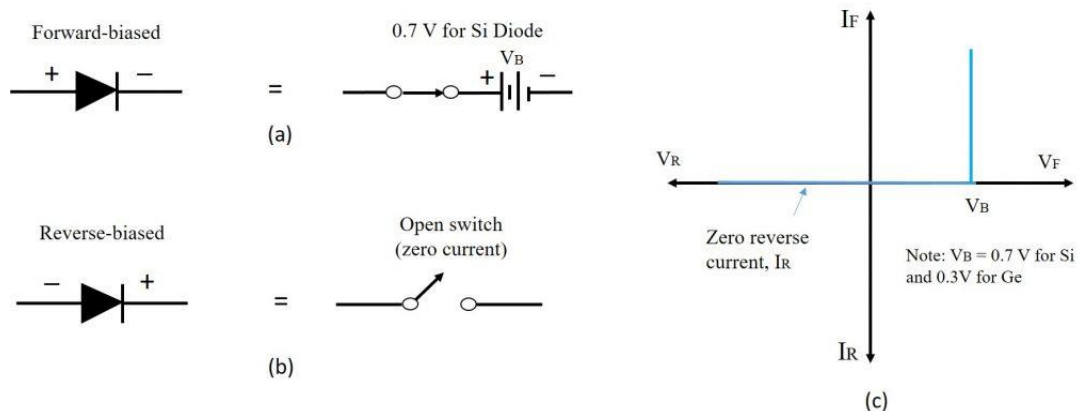 Forward-biased
+ −
=
0.7 V for Si Diode
VB
+ −
(a)
Reverse-biased
− +
=
Open switch
(zero current)
(b)
IF
VR
VF
VB
Zero reverse
current, IR
Note: VB = 0.7 V for Si
and 0.3V for Ge
IR
(c)